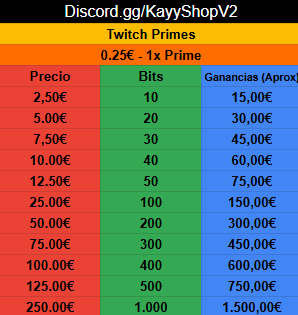 Discord.gg/KayyShopV2
Twitch Primes
0.25€ - 1x Prime
Precio Bits Ganancias (Aprox)
2,50€ 10 15,00€
5.00€ 20 30,00€
7,50€ 30 45,00€
10.00€ 40 60,00€
12.50€ 50 75,00€
25.00€ 100 150,00€
50.00€ 200 300,00€
75.00€ 300 450,00€
100.00€ 400 600,00€
125.00€ 500 750,00€
250.00€ 1.000 1.500,00€